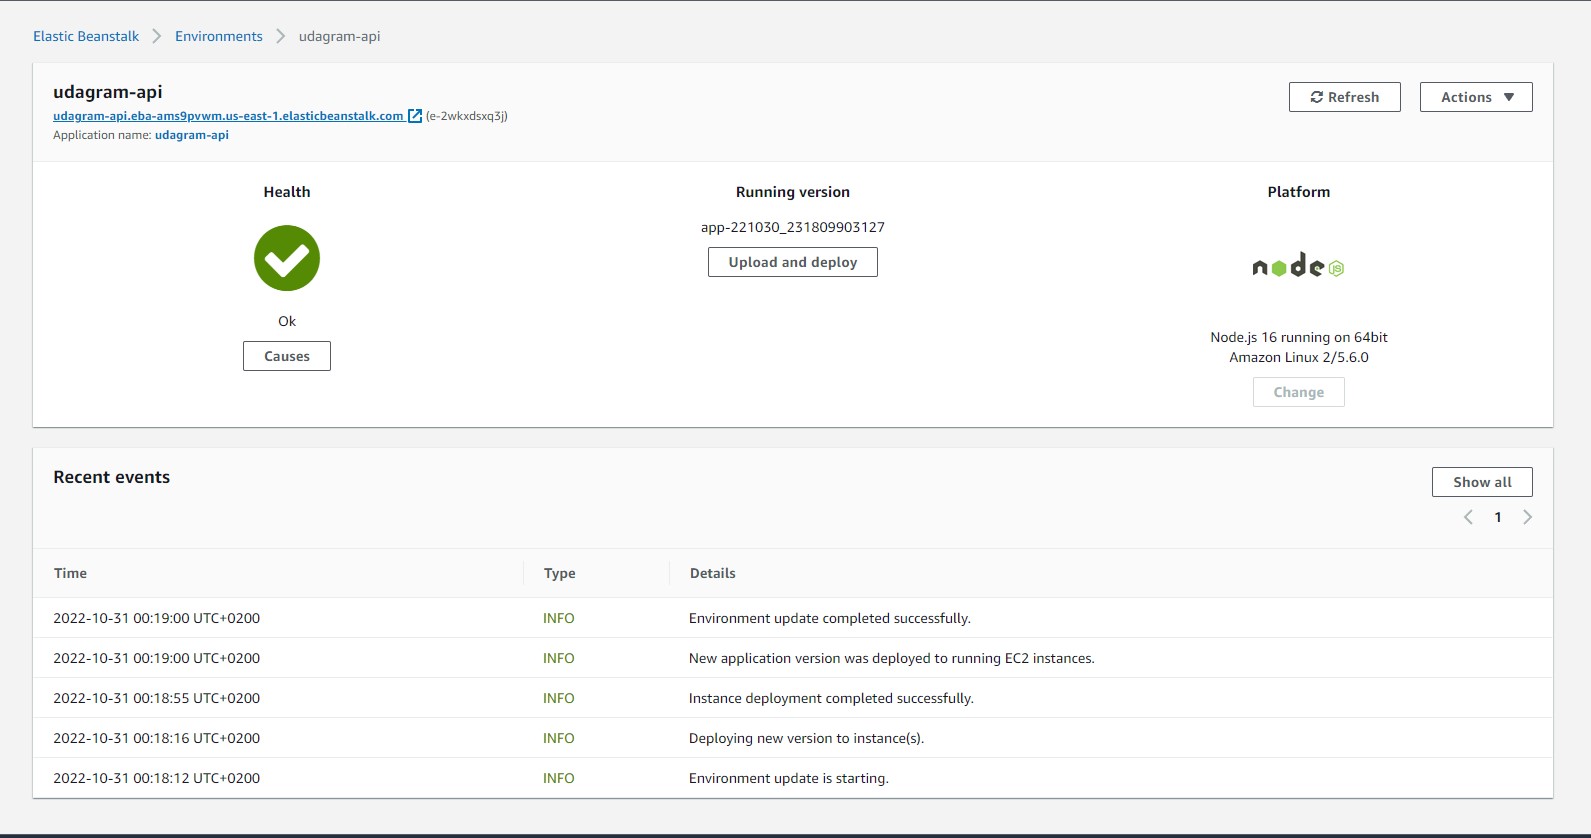 Elastic Beanstalk > Environments > udagram-api
udagram-api
udagram-api.eba-ams9pvwm.us-east-1.elasticbeanstalk.com (e-2wkxdsxq3j)
Application name: udagram-api
Refresh
Actions
Health
Ok
Causes
Running version
app-221030_231809903127
Upload and deploy
Platform
node JS
Node.js 16 running on 64bit
Amazon Linux 2/5.6.0
Change
Recent events
Show all
1
Time Type Details
2022-10-31 00:19:00 UTC+0200 INFO Environment update completed successfully.
2022-10-31 00:19:00 UTC+0200 INFO New application version was deployed to running EC2 instances.
2022-10-31 00:18:55 UTC+0200 INFO Instance deployment completed successfully.
2022-10-31 00:18:16 UTC+0200 INFO Deploying new version to instance(s).
2022-10-31 00:18:12 UTC+0200 INFO Environment update is starting.